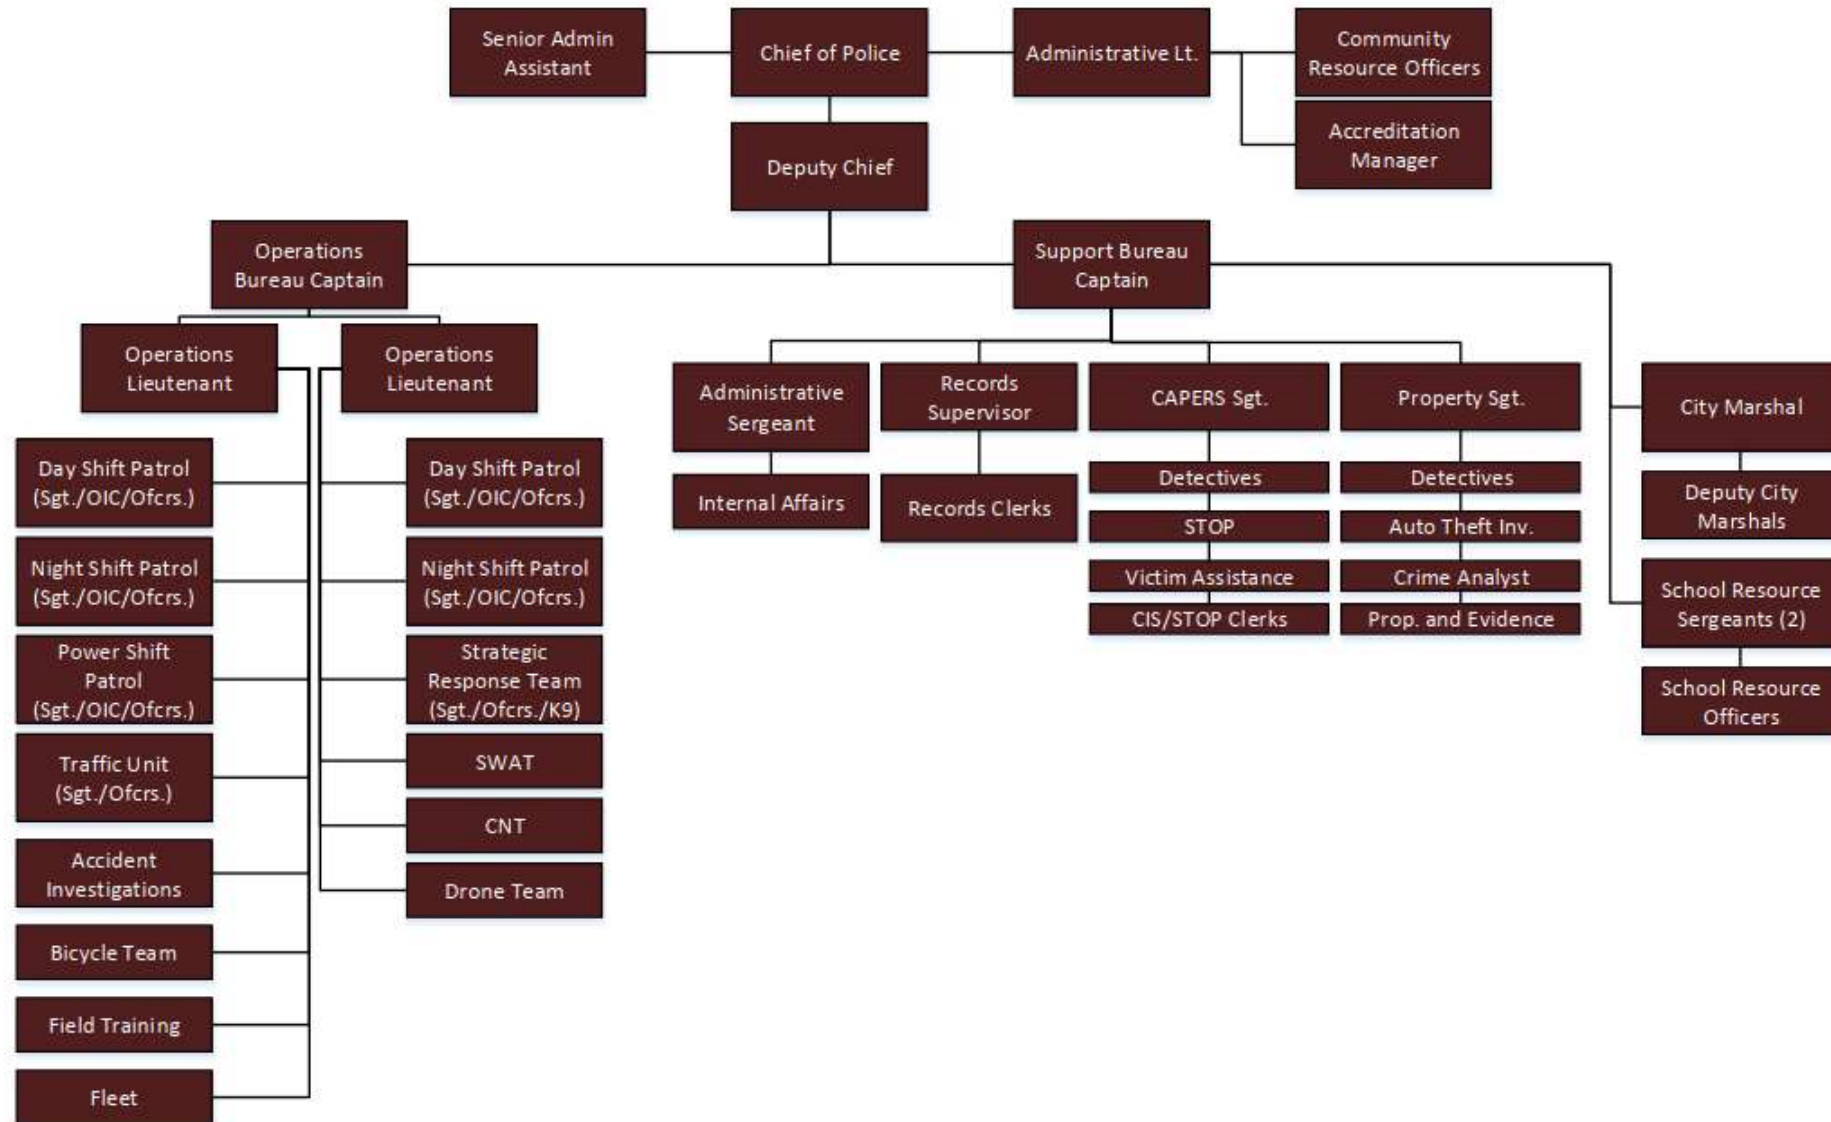 Senior Admin
Assistant
Chief of Police
Administrative Lt.
Community
Resource Officers
Accreditation
Manager
Deputy Chief
Operations
Bureau Captain
Support Bureau
Captain
Operations
Lieutenant
Operations
Lieutenant
Day Shift Patrol
(Sgt./OIC/Ofcrs.)
Night Shift Patrol
(Sgt./OIC/Ofcrs.)
Power Shift
Patrol
(Sgt./OIC/Ofcrs.)
Traffic Unit
(Sgt./Ofcrs.)
Accident
Investigations
Bicycle Team
Field Training
Fleet
Day Shift Patrol
(Sgt./OIC/Ofcrs.)
Night Shift Patrol
(Sgt./OIC/Ofcrs.)
Strategic
Response Team
(Sgt./Ofcrs./K9)
SWAT
CNT
Drone Team
Administrative
Sergeant
Internal Affairs
Records
Supervisor
Records Clerks
CAPERS Sgt.
Detectives
STOP
Victim Assistance
CIS/STOP Clerks
Property Sgt.
Detectives
Auto Theft Inv.
Crime Analyst
Prop. and Evidence
City Marshal
Deputy City
Marshals
School Resource
Sergeants (2)
School Resource
Officers